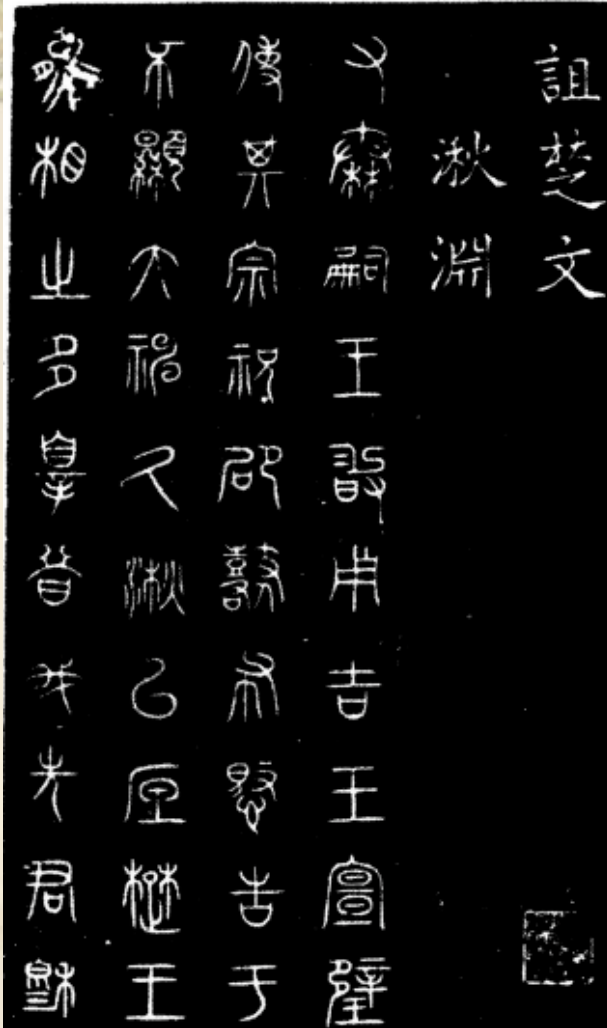 詛楚文
湫淵
又秦嗣王敢用吉玉宣璧
使其宗祝邵鼛布愍告于
不顯大神久湫以底楚王
熊相之多辠昔我先君穆